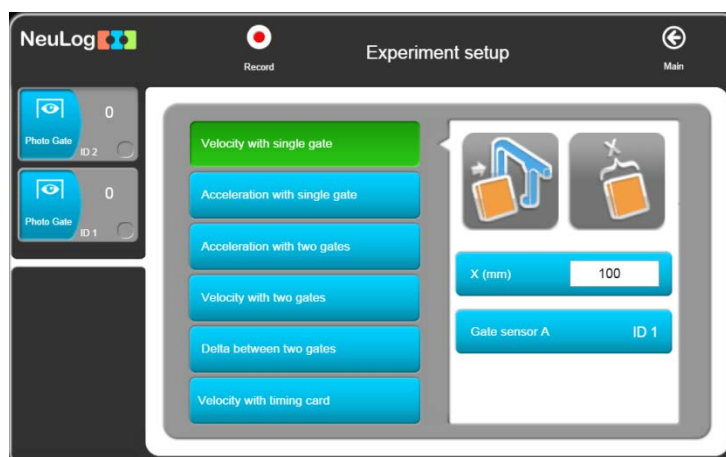 NeuLog
Record
Experiment setup
Main
0
Photo Gate
ID 2
0
Photo Gate
ID 1
Velocity with single gate
Acceleration with single gate
Acceleration with two gates
Velocity with two gates
Delta between two gates
Velocity with timing card
X
X (mm)
100
Gate sensor A
ID 1